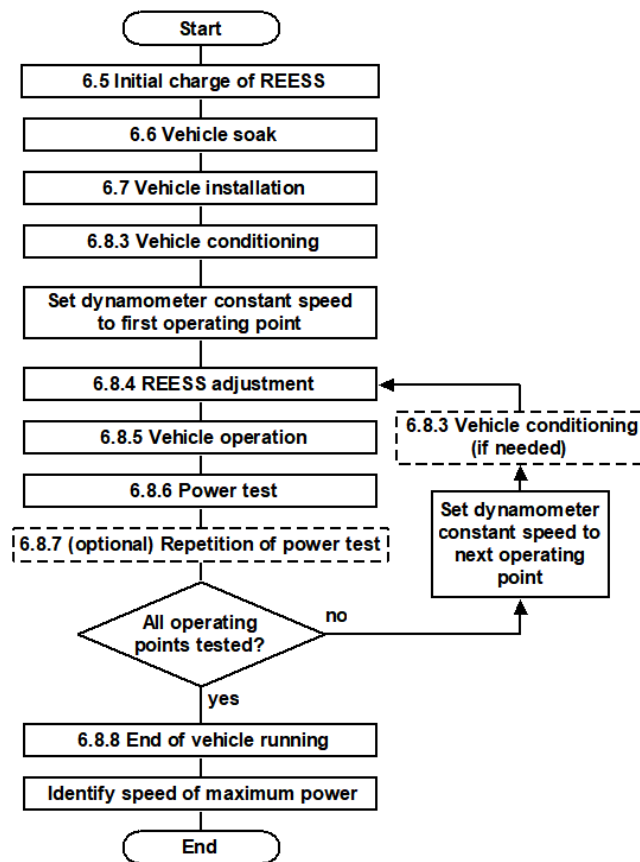 Start
6.5 Initial charge of REESS
6.6 Vehicle soak
6.7 Vehicle installation
6.8.3 Vehicle conditioning
Set dynamometer constant speed
to first operating point
6.8.4 REESS adjustment
6.8.5 Vehicle operation
6.8.6 Power test
6.8.7 (optional) Repetition of power test
All operating
points tested?
no
Set dynamometer
constant speed to
next operating
point
6.8.3 Vehicle conditioning
(if needed)
yes
6.8.8 End of vehicle running
Identify speed of maximum power
End